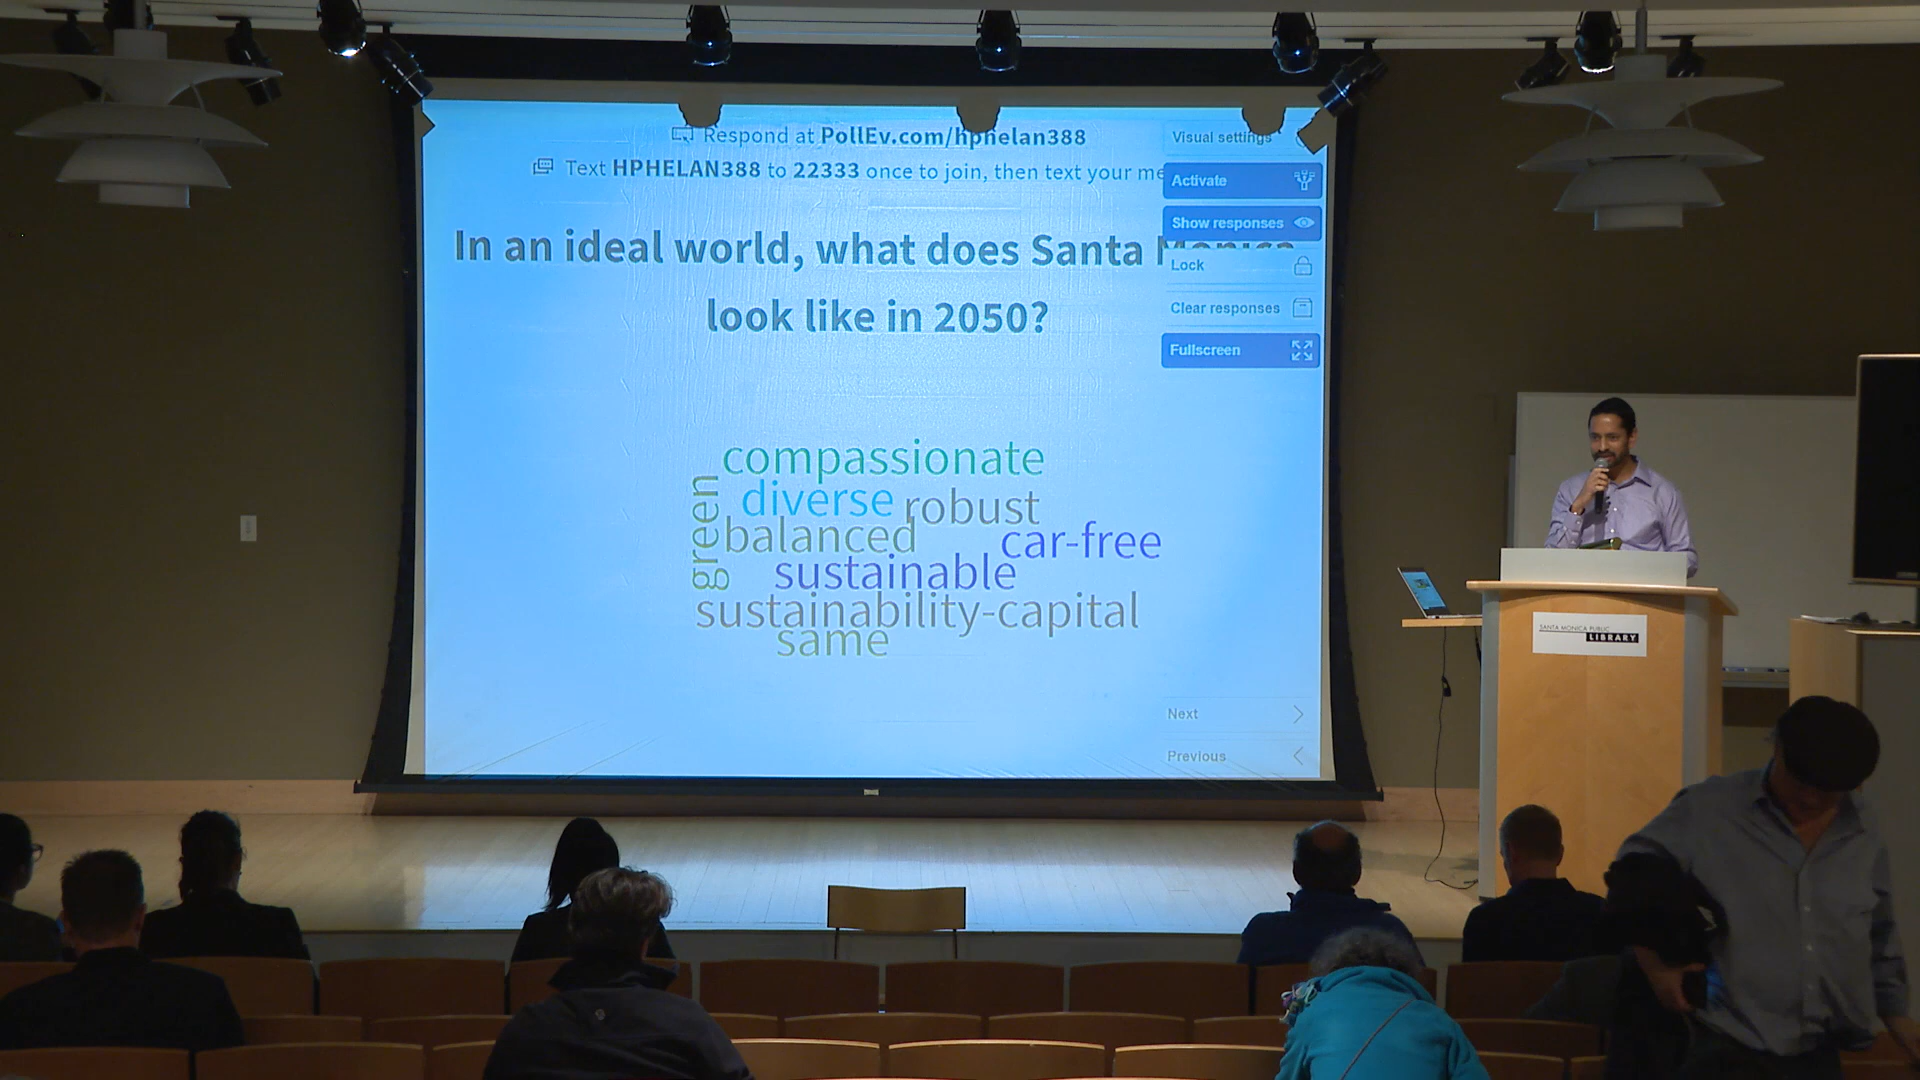 Respond at PollEv.com/hphelan388
Text HPHELAN388 to 22333 once to join, then text your me
Visual settings
Activate
Show responses
Lock
Clear responses
Fullscreen
In an ideal world, what does Santa Monica
look like in 2050?
compassionate
green
diverse
robust
balanced
car-free
sustainable
sustainability-capital
same
Next
Previous
SANTA MONICA PUBLIC
LIBRARY